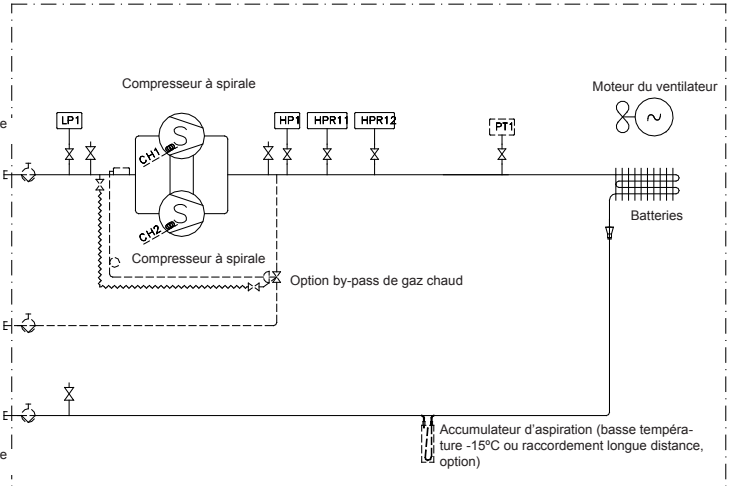 Compresseur à spirale
Moteur du ventilateur
e
LP1
HP1
HPR11
HPR12
PT1
CH1
E
Batteries
CH2
Compresseur à spirale
Option by-pass de gaz chaud
E
E
Accumulateur d'aspiration (basse tempéra-
ture -15ºC ou raccordement longue distance,
option)
e